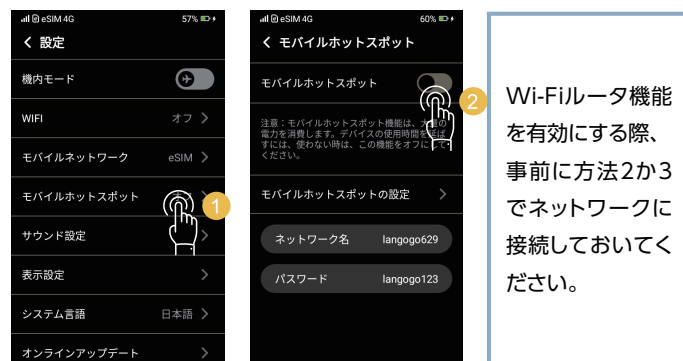 eSIM 4G 57%
設定
機内モード
WIFI オフ
モバイルネットワーク eSIM
モバイルホットスポット
1
サウンド設定
表示設定
システム言語 日本語
オンラインアップデート
eSIM 4G 60%
モバイルホットスポット
モバイルホットスポット
2
注意：モバイルホットスポット機能は、大量の
電力を消費します。デバイスの使用時間を延ば
すには、使わない時は、この機能をオフにして
ください。
モバイルホットスポットの設定
ネットワーク名 langogo629
パスワード langogo123
Wi-Fiルータ機能
を有効にする際、
事前に方法2か3
でネットワークに
接続しておいてく
ださい。